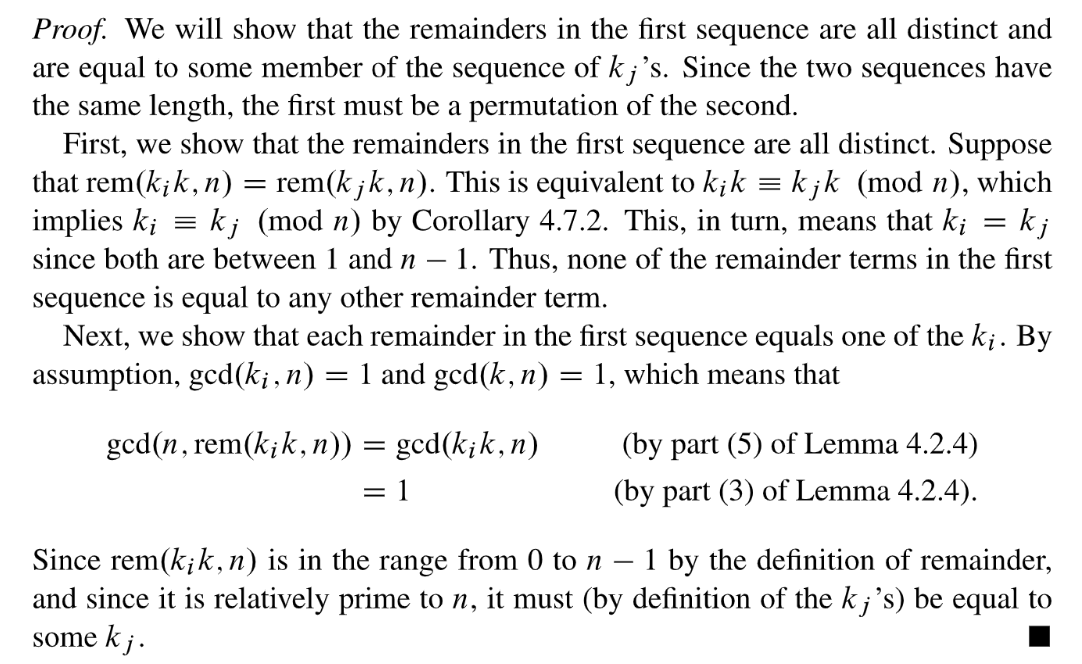 Proof. We will show that the remainders in the first sequence are all distinct and
are equal to some member of the sequence of k_j’s. Since the two sequences have
the same length, the first must be a permutation of the second.
First, we show that the remainders in the first sequence are all distinct. Suppose
that rem(k_i k, n) = rem(k_j k, n). This is equivalent to k_i k ≡ k_j k (mod n), which
implies k_i ≡ k_j (mod n) by Corollary 4.7.2. This, in turn, means that k_i = k_j
since both are between 1 and n − 1. Thus, none of the remainder terms in the first
sequence is equal to any other remainder term.
Next, we show that each remainder in the first sequence equals one of the k_i. By
assumption, gcd(k_i, n) = 1 and gcd(k, n) = 1, which means that
gcd(n, rem(k_i k, n)) = gcd(k_i k, n) (by part (5) of Lemma 4.2.4)
= 1 (by part (3) of Lemma 4.2.4).
Since rem(k_i k, n) is in the range from 0 to n − 1 by the definition of remainder,
and since it is relatively prime to n, it must (by definition of the k_j’s) be equal to
some k_j. ■